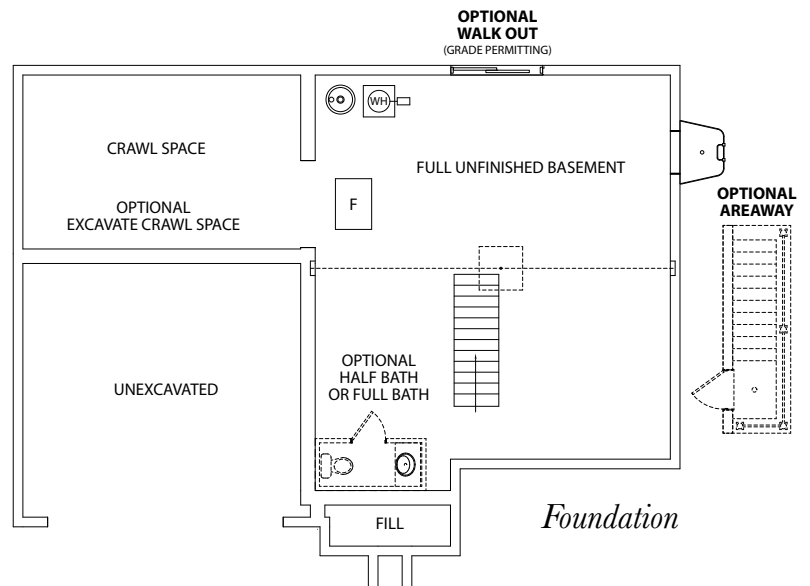 OPTIONAL
WALK OUT
(GRADE PERMITTING)
WH
CRAWL SPACE
FULL UNFINISHED BASEMENT
OPTIONAL
EXCAVATE CRAWL SPACE
F
OPTIONAL
AREAWAY
OPTIONAL
HALF BATH
OR FULL BATH
UNEXCAVATED
FILL
Foundation